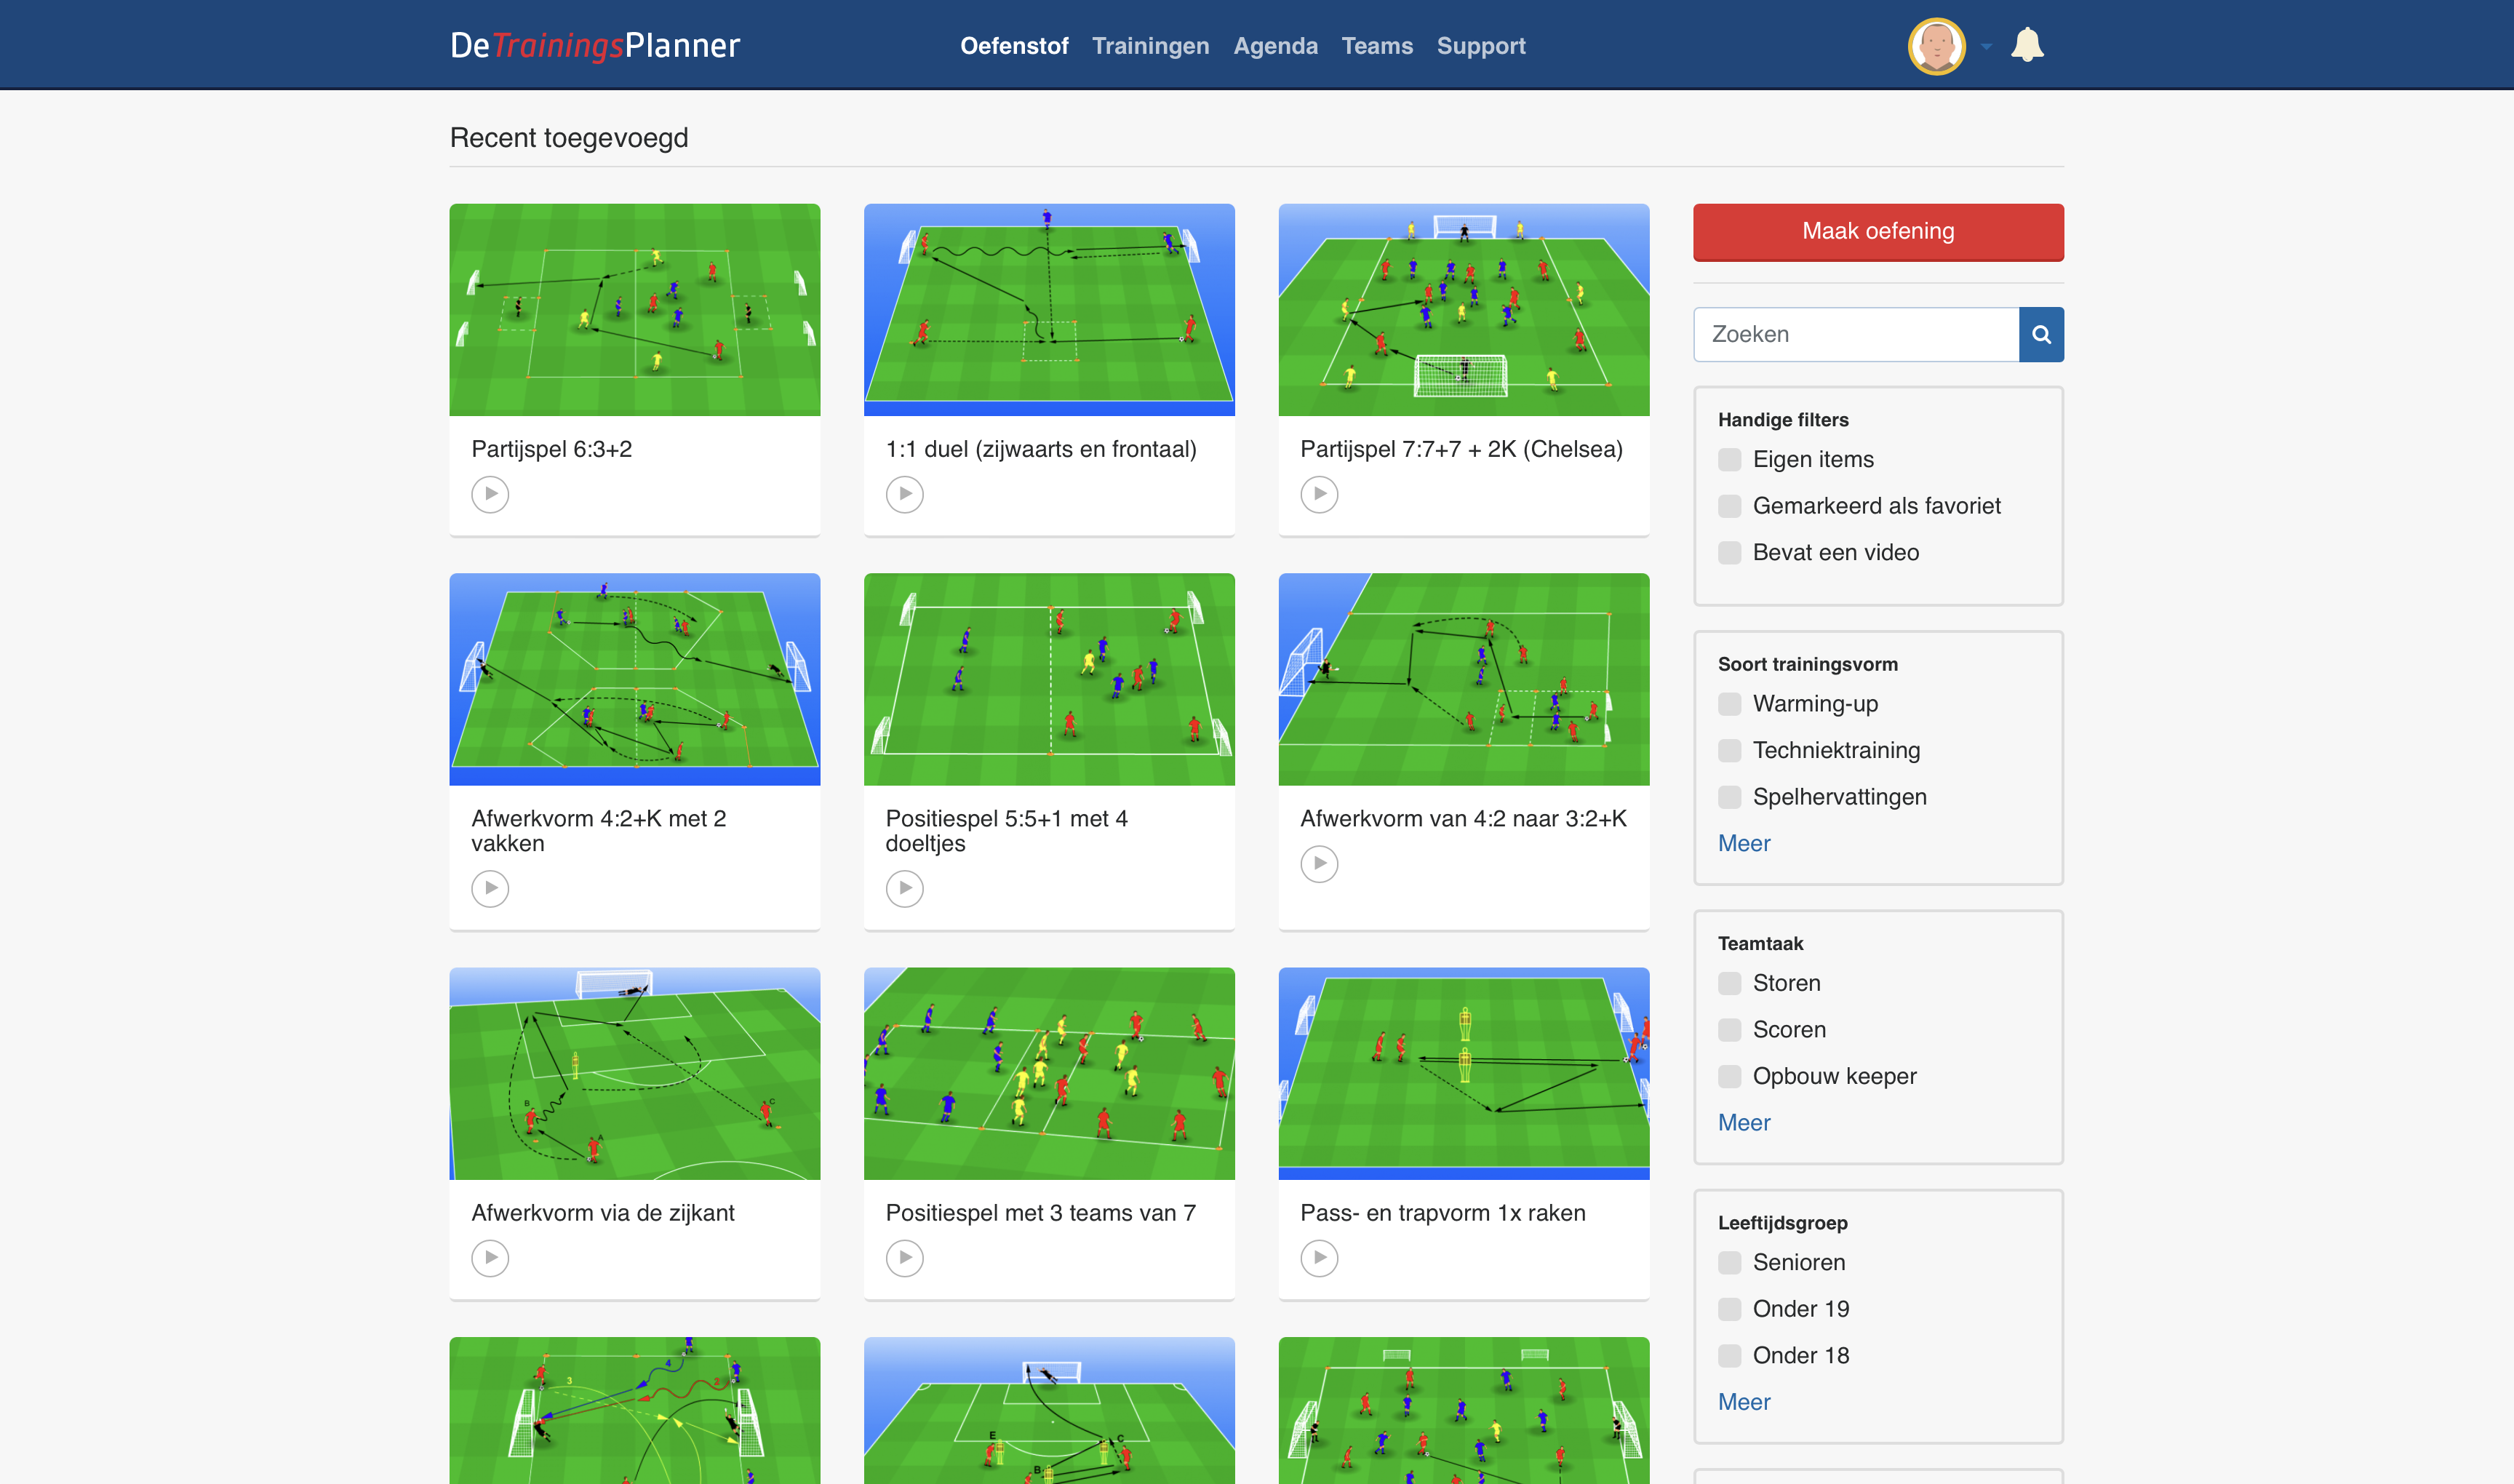 DeTrainingsPlanner
Oefenstof Trainingen Agenda Teams Support
Recent toegevoegd
Partijspel 6:3+2
1:1 duel (zijwaarts en frontaal)
Partijspel 7:7+7 + 2K (Chelsea)
Afwerkvorm 4:2+K met 2
vakken
Positiespel 5:5+1 met 4
doeltjes
Afwerkvorm van 4:2 naar 3:2+K
B
C
A
Afwerkvorm via de zijkant
Positiespel met 3 teams van 7
Pass- en trapvorm 1x raken
4
3
2
E
C
B
Maak oefening
Zoeken
Handige filters
Eigen items
Gemarkeerd als favoriet
Bevat een video
Soort trainingsvorm
Warming-up
Techniektraining
Spelhervattingen
Meer
Teamtaak
Storen
Scoren
Opbouw keeper
Meer
Leeftijdsgroep
Senioren
Onder 19
Onder 18
Meer